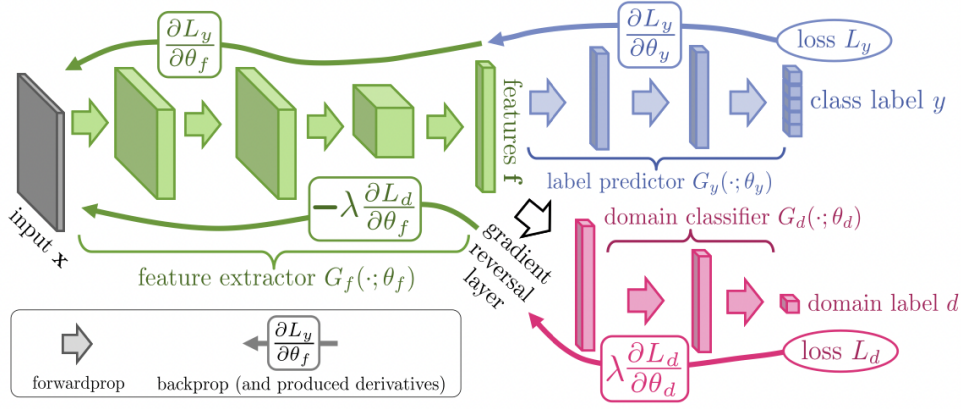 ∂L_y/∂θ_f
∂L_y/∂θ_y
loss L_y
features f
class label y
label predictor G_y(·;θ_y)
input x
−λ ∂L_d/∂θ_f
feature extractor G_f(·;θ_f)
gradient
reversal
layer
domain classifier G_d(·;θ_d)
domain label d
λ ∂L_d/∂θ_d
loss L_d
∂L_y/∂θ_f
forwardprop
backprop (and produced derivatives)